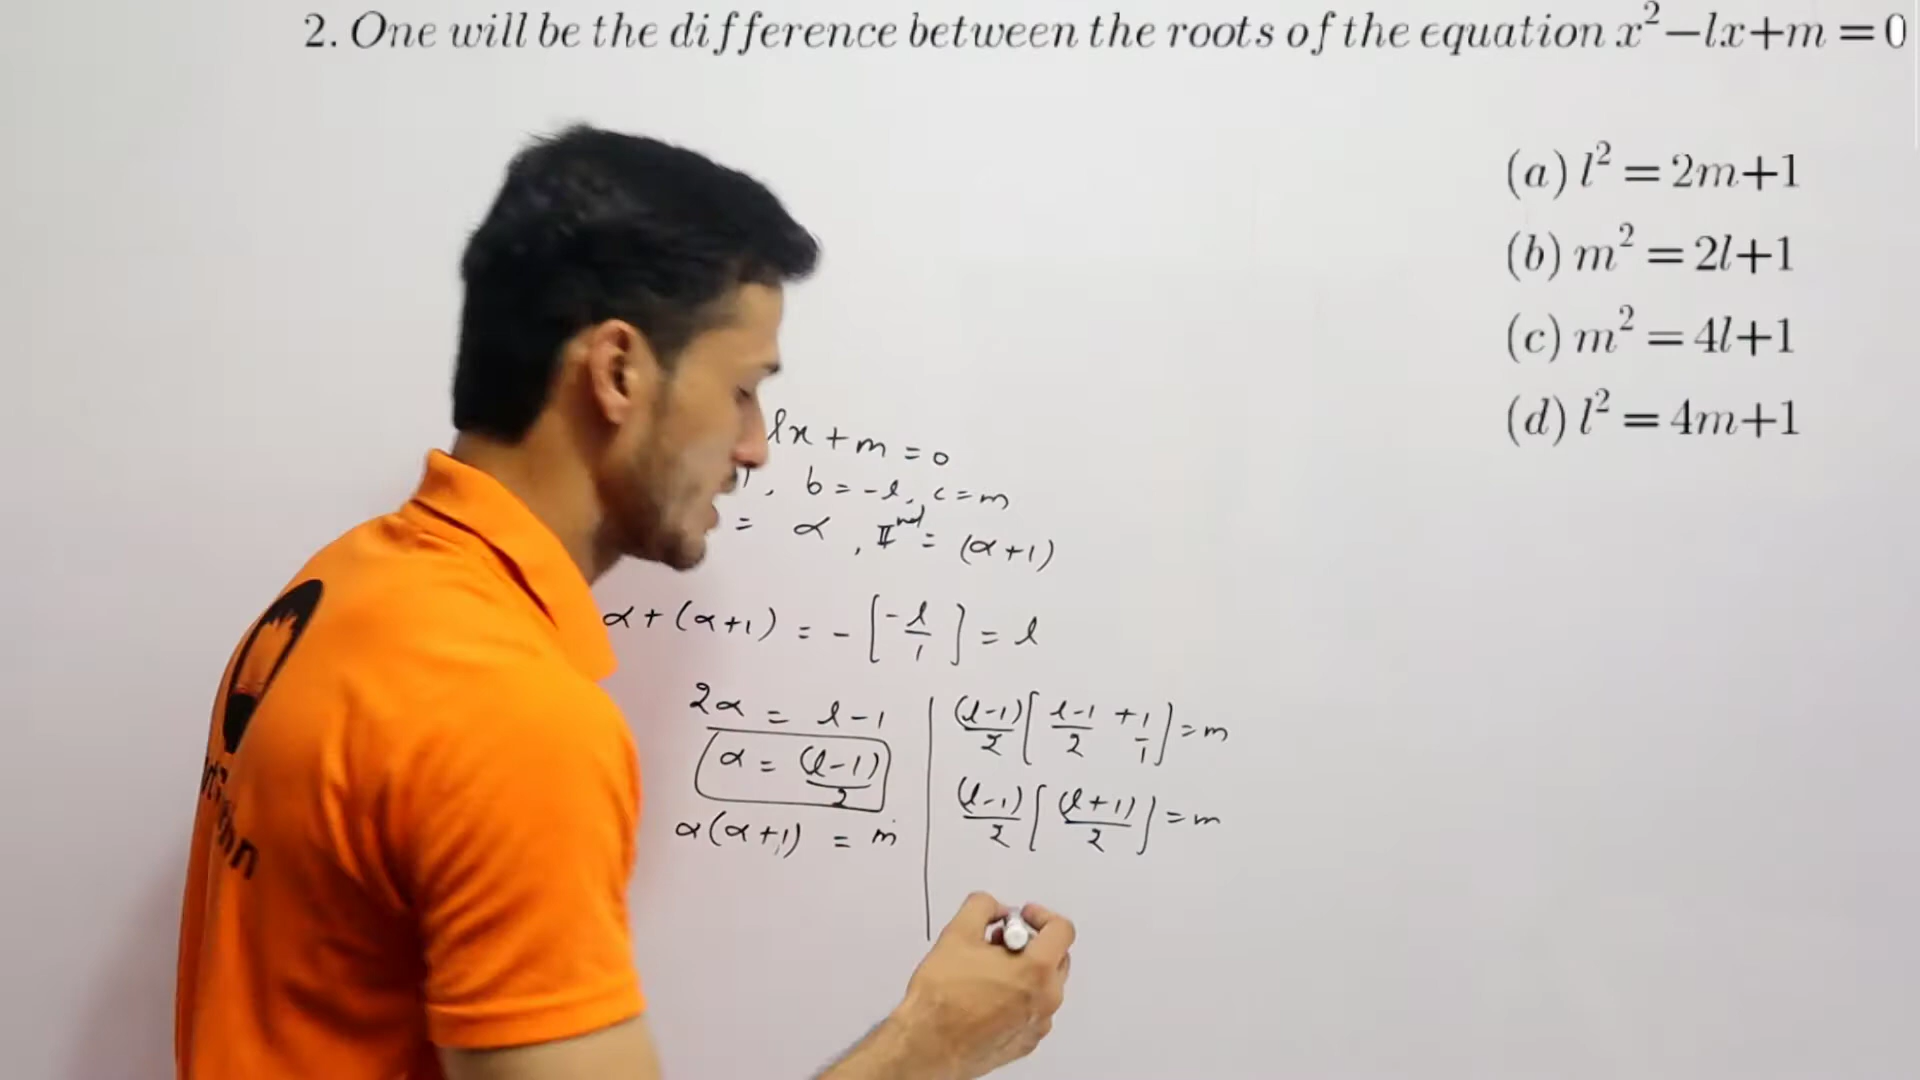 2. One will be the difference between the roots of the equation x²−lx+m = 0
(a) l² = 2m+1
(b) m² = 2l+1
(c) m² = 4l+1
(d) l² = 4m+1
lx + m = 0
, b = -l, c = m
= α , IInd = (α+1)
α + (α+1) = - [-l/1] = l
2α = l-1
α = (l-1)/2
α(α+1) = m
(l-1)/2 [l-1/2 + 1/1] = m
(l-1)/2 [(l+1)/2] = m